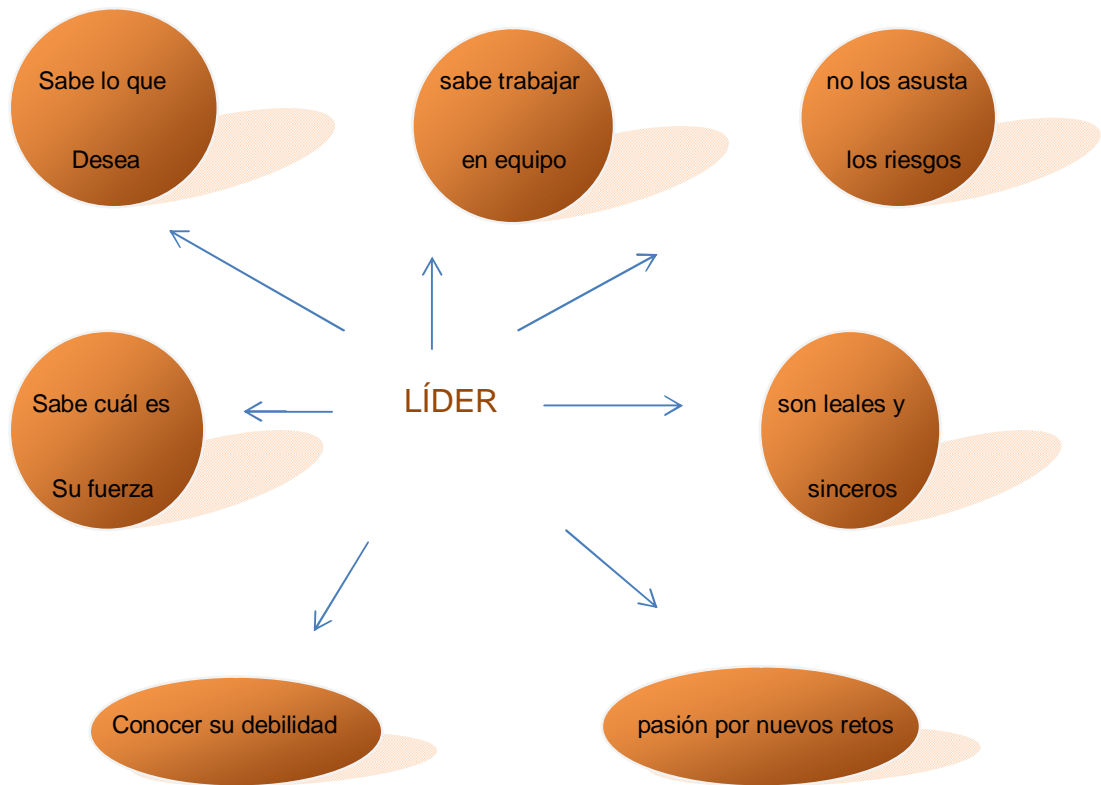 Sabe lo que
Desea
sabe trabajar
en equipo
no los asusta
los riesgos
Sabe cuál es
Su fuerza
LÍDER
son leales y
sinceros
Conocer su debilidad
pasión por nuevos retos